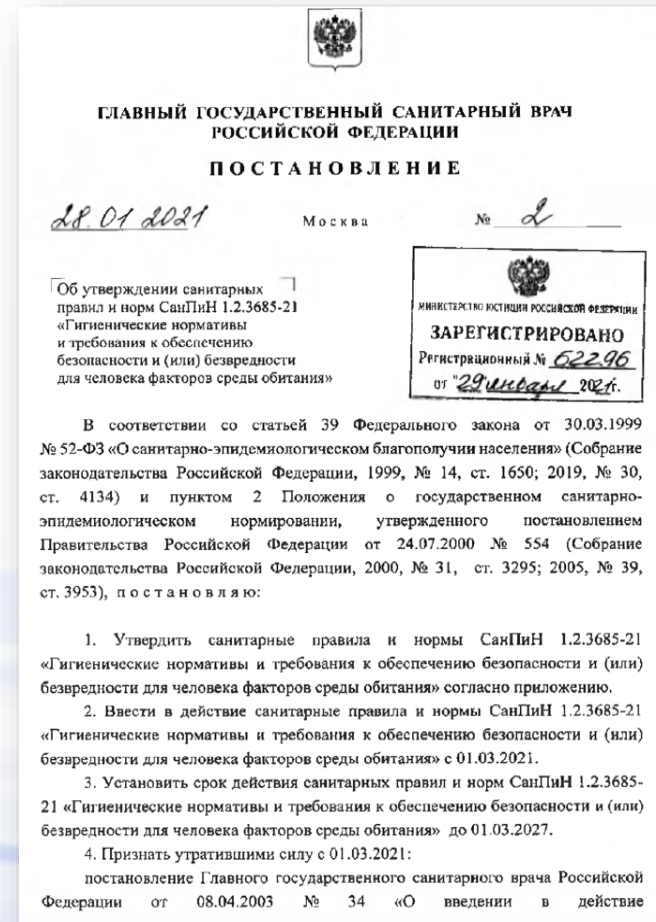 ГЛАВНЫЙ ГОСУДАРСТВЕННЫЙ САНИТАРНЫЙ ВРАЧ
РОССИЙСКОЙ ФЕДЕРАЦИИ
ПОСТАНОВЛЕНИЕ
28.01 2021 Москва № 2
Об утверждении санитарных
правил и норм СанПиН 1.2.3685-21
«Гигиенические нормативы
и требования к обеспечению
безопасности и (или) безвредности
для человека факторов среды обитания»
МИНИСТЕРСТВО ЮСТИЦИИ РОССИЙСКОЙ ФЕДЕРАЦИИ
ЗАРЕГИСТРИРОВАНО
Регистрационный № 62296
от "29 января 2021г.
В соответствии со статьей 39 Федерального закона от 30.03.1999
№ 52-ФЗ «О санитарно-эпидемиологическом благополучии населения» (Собрание
законодательства Российской Федерации, 1999, № 14, ст. 1650; 2019, № 30,
ст. 4134) и пунктом 2 Положения о государственном санитарно-
эпидемиологическом нормировании, утвержденного постановлением
Правительства Российской Федерации от 24.07.2000 № 554 (Собрание
законодательства Российской Федерации, 2000, № 31, ст. 3295; 2005, № 39,
ст. 3953), постановляю:
1. Утвердить санитарные правила и нормы СанПиН 1.2.3685-21
«Гигиенические нормативы и требования к обеспечению безопасности и (или)
безвредности для человека факторов среды обитания» согласно приложению.
2. Ввести в действие санитарные правила и нормы СанПиН 1.2.3685-21
«Гигиенические нормативы и требования к обеспечению безопасности и (или)
безвредности для человека факторов среды обитания» с 01.03.2021.
3. Установить срок действия санитарных правил и норм СанПиН 1.2.3685-
21 «Гигиенические нормативы и требования к обеспечению безопасности и (или)
безвредности для человека факторов среды обитания» до 01.03.2027.
4. Признать утратившими силу с 01.03.2021:
постановление Главного государственного санитарного врача Российской
Федерации от 08.04.2003 № 34 «О введении в действие